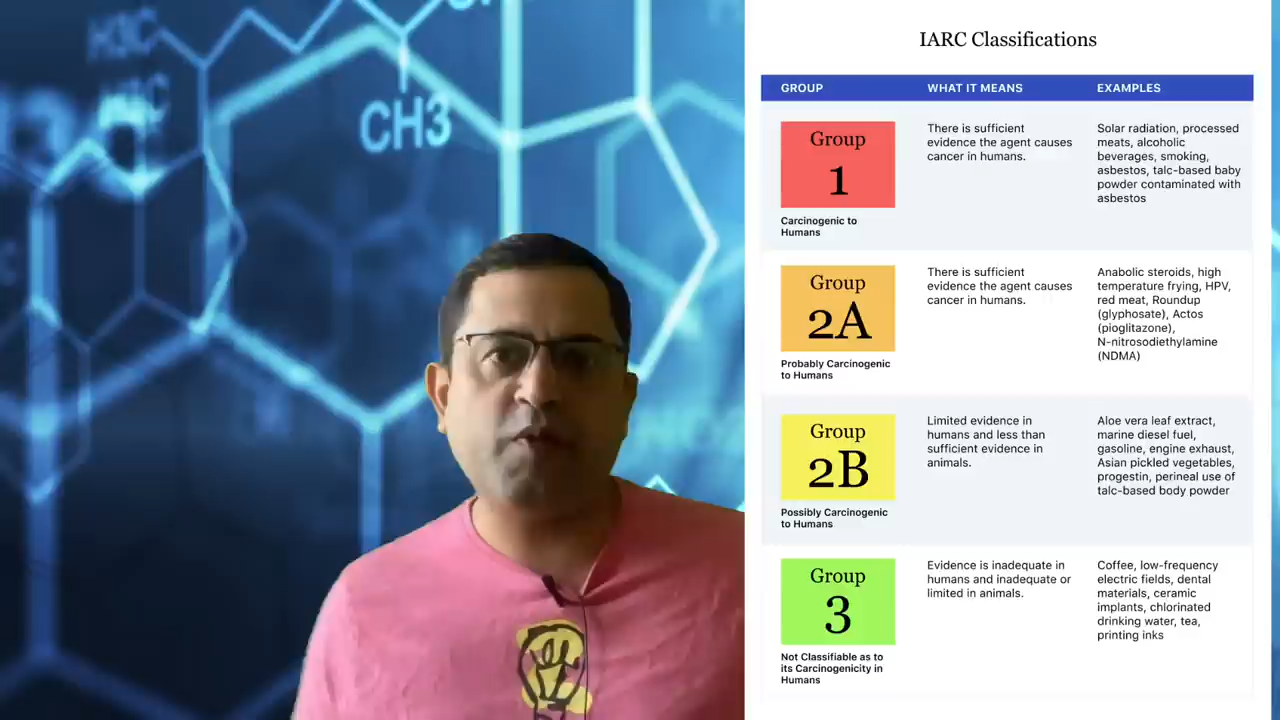 H3C
CH3
IARC Classifications
GROUP WHAT IT MEANS EXAMPLES
Group
1
Carcinogenic to
Humans
There is sufficient
evidence the agent causes
cancer in humans.
Solar radiation, processed
meats, alcoholic
beverages, smoking,
asbestos, talc-based baby
powder contaminated with
asbestos
Group
2A
Probably Carcinogenic
to Humans
There is sufficient
evidence the agent causes
cancer in humans.
Anabolic steroids, high
temperature frying, HPV,
red meat, Roundup
(glyphosate), Actos
(pioglitazone),
N-nitrosodiethylamine
(NDMA)
Group
2B
Possibly Carcinogenic
to Humans
Limited evidence in
humans and less than
sufficient evidence in
animals.
Aloe vera leaf extract,
marine diesel fuel,
gasoline, engine exhaust,
Asian pickled vegetables,
progestin, perineal use of
talc-based body powder
Group
3
Not Classifiable as to
its Carcinogenicity in
Humans
Evidence is inadequate in
humans and inadequate or
limited in animals.
Coffee, low-frequency
electric fields, dental
materials, ceramic
implants, chlorinated
drinking water, tea,
printing inks